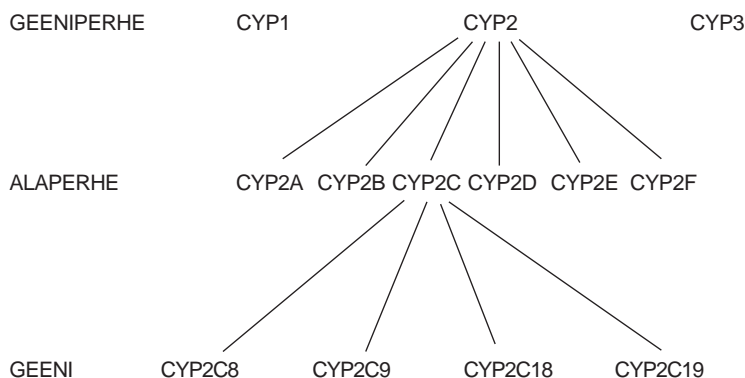 GEENIPERHE CYP1 CYP2 CYP3
ALAPERHE CYP2A CYP2B CYP2C CYP2D CYP2E CYP2F
GEENI CYP2C8 CYP2C9 CYP2C18 CYP2C19